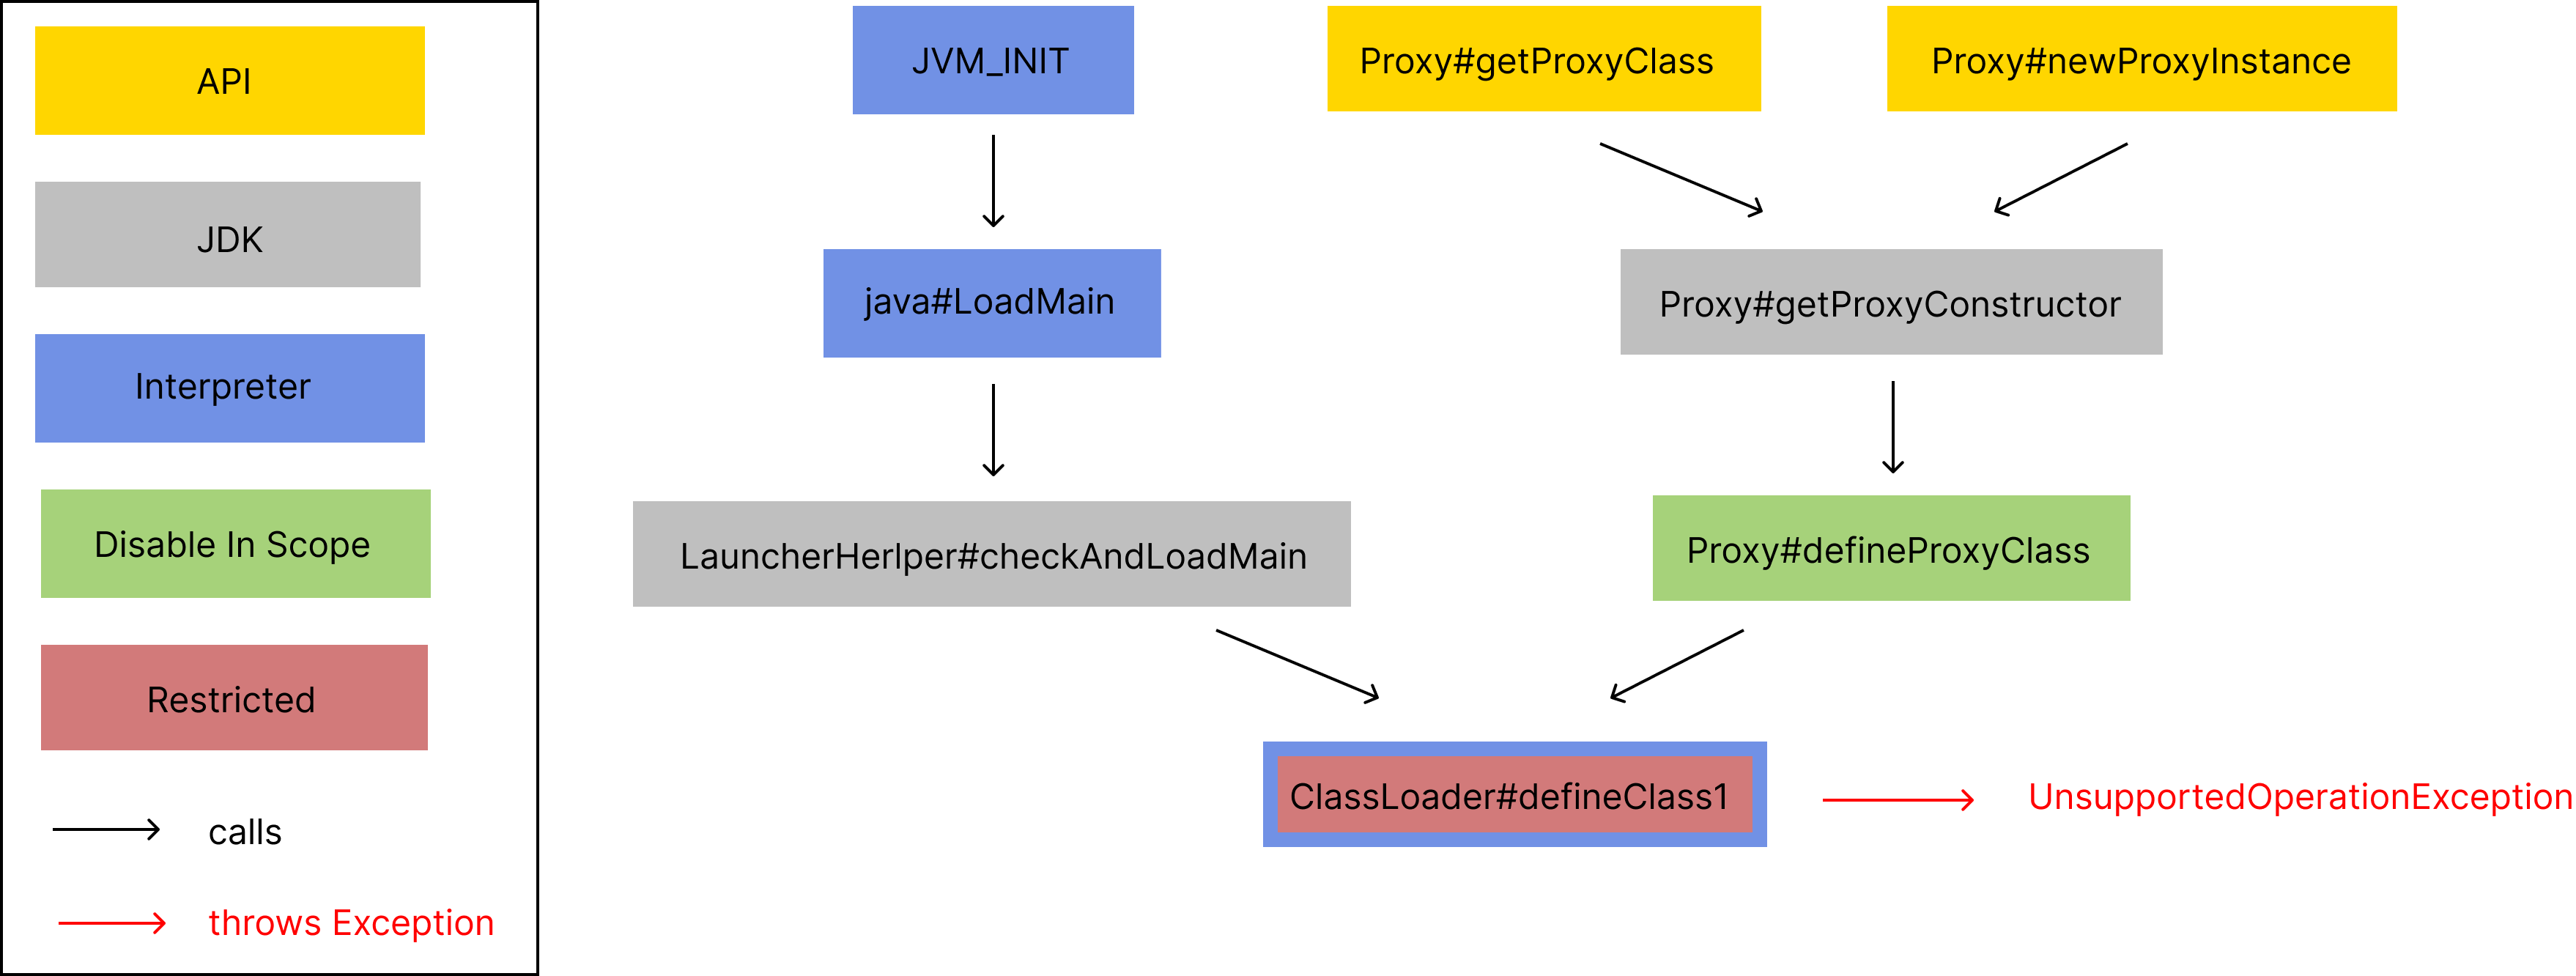 API
JDK
Interpreter
Disable In Scope
Restricted
calls
throws Exception
JVM_INIT
Proxy#getProxyClass
Proxy#newProxyInstance
java#LoadMain
Proxy#getProxyConstructor
LauncherHerlper#checkAndLoadMain
Proxy#defineProxyClass
ClassLoader#defineClass1
UnsupportedOperationException